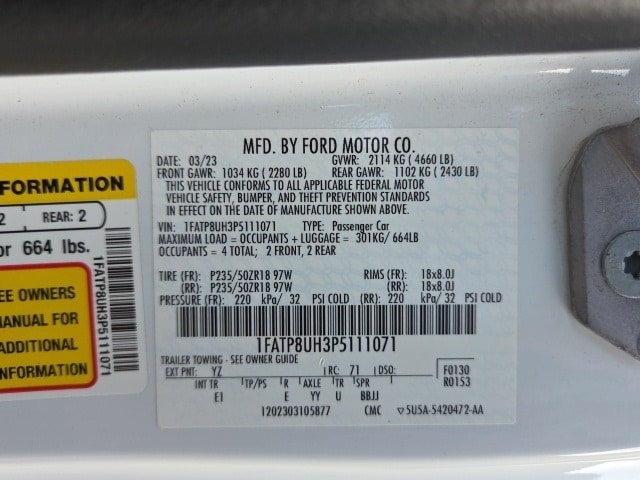 MFD. BY FORD MOTOR CO.
DATE: 03/23 GVWR: 2114 KG ( 4660 LB)
FRONT GAWR: 1034 KG ( 2280 LB) REAR GAWR: 1102 KG ( 2430 LB)
THIS VEHICLE CONFORMS TO ALL APPLICABLE FEDERAL MOTOR
VEHICLE SAFETY, BUMPER, AND THEFT PREVENTION STANDARDS
IN EFFECT ON THE DATE OF MANUFACTURE SHOWN ABOVE.
VIN: 1FATP8UH3P5111071 TYPE: Passenger Car
MAXIMUM LOAD = OCCUPANTS + LUGGAGE = 301KG/ 664LB
OCCUPANTS = 4 TOTAL; 2 FRONT, 2 REAR
TIRE (FR): P235/50ZR18 97W RIMS (FR): 18x8.0J
(RR): P235/50ZR18 97W (RR): 18x8.0J
PRESSURE (FR): 220 kPa/ 32 PSI COLD (RR): 220 kPa/ 32 PSI COLD
1FATP8UH3P5111071
TRAILER TOWING - SEE OWNER GUIDE
EXT PNT: YZ RC: 71 DSO: F0130
INT TR TP/PS R AXLE TR SPR R0153
EI E YY U BBJJ
1202303105877 CMC 5U5A-5420472-AA
FORMATION
2 REAR: 2
or 664 lbs.
EE OWNERS
MANUAL FOR
ADDITIONAL
INFORMATION
1FATP8UH3P5111071